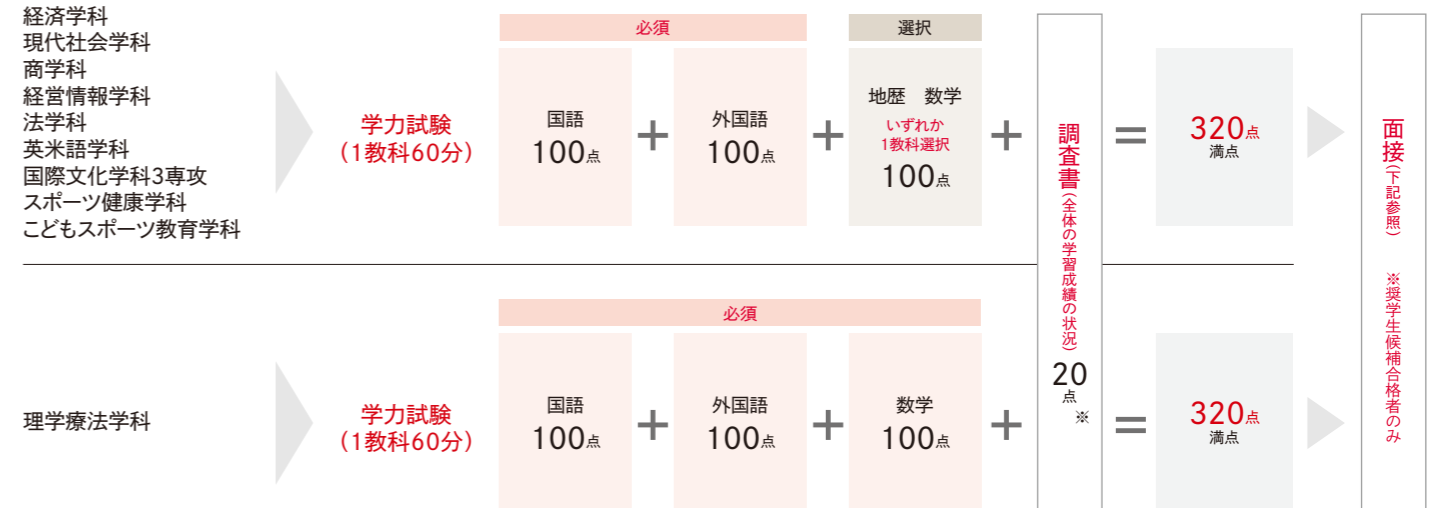 経済学科
現代社会学科
商学科
経営情報学科
法学科
英米語学科
国際文化学科3専攻
スポーツ健康学科
こどもスポーツ教育学科
学力試験
（1教科60分）
必須
国語
100点
+
外国語
100点
+
選択
地歴 数学
いずれか
1教科選択
100点
+
調査書（全体の学習成績の状況）
20
点
※
=
320点
満点
面接（下記参照） ※奨学生候補合格者のみ
理学療法学科
学力試験
（1教科60分）
必須
国語
100点
+
外国語
100点
+
数学
100点
+
=
320点
満点